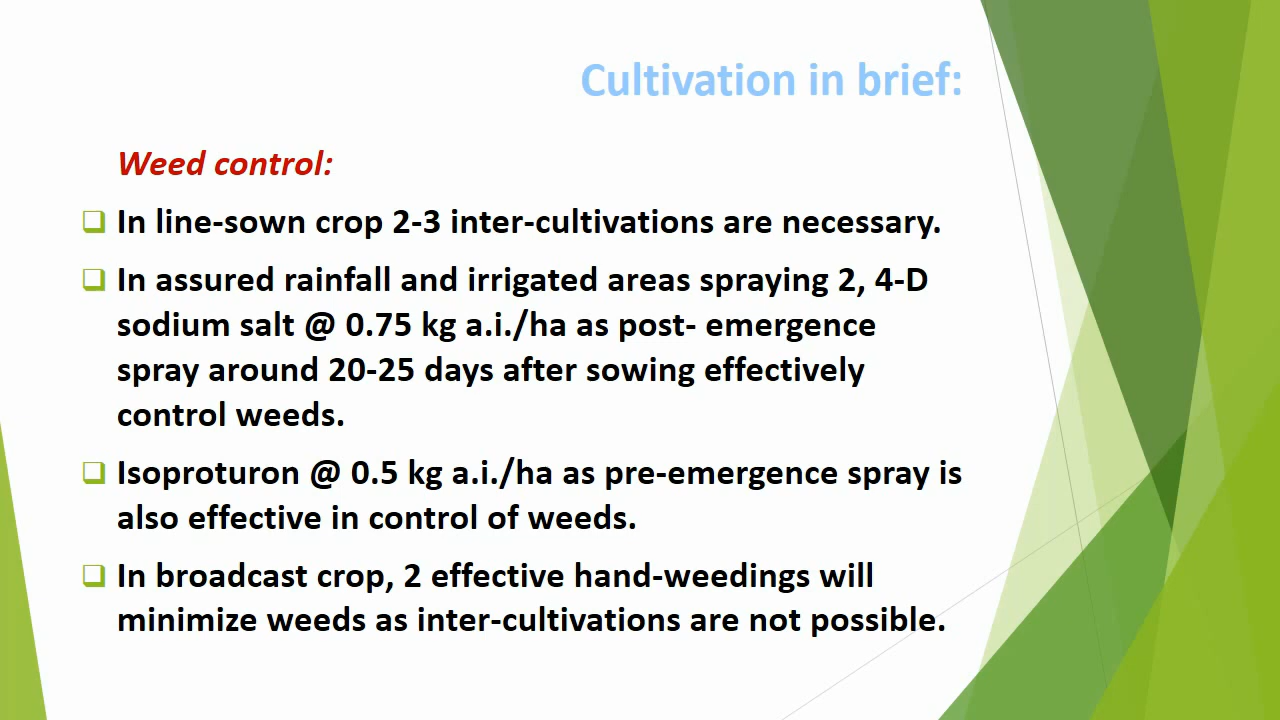 Cultivation in brief:
Weed control:
In line-sown crop 2-3 inter-cultivations are necessary.
In assured rainfall and irrigated areas spraying 2, 4-D
sodium salt @ 0.75 kg a.i./ha as post- emergence
spray around 20-25 days after sowing effectively
control weeds.
Isoproturon @ 0.5 kg a.i./ha as pre-emergence spray is
also effective in control of weeds.
In broadcast crop, 2 effective hand-weedings will
minimize weeds as inter-cultivations are not possible.